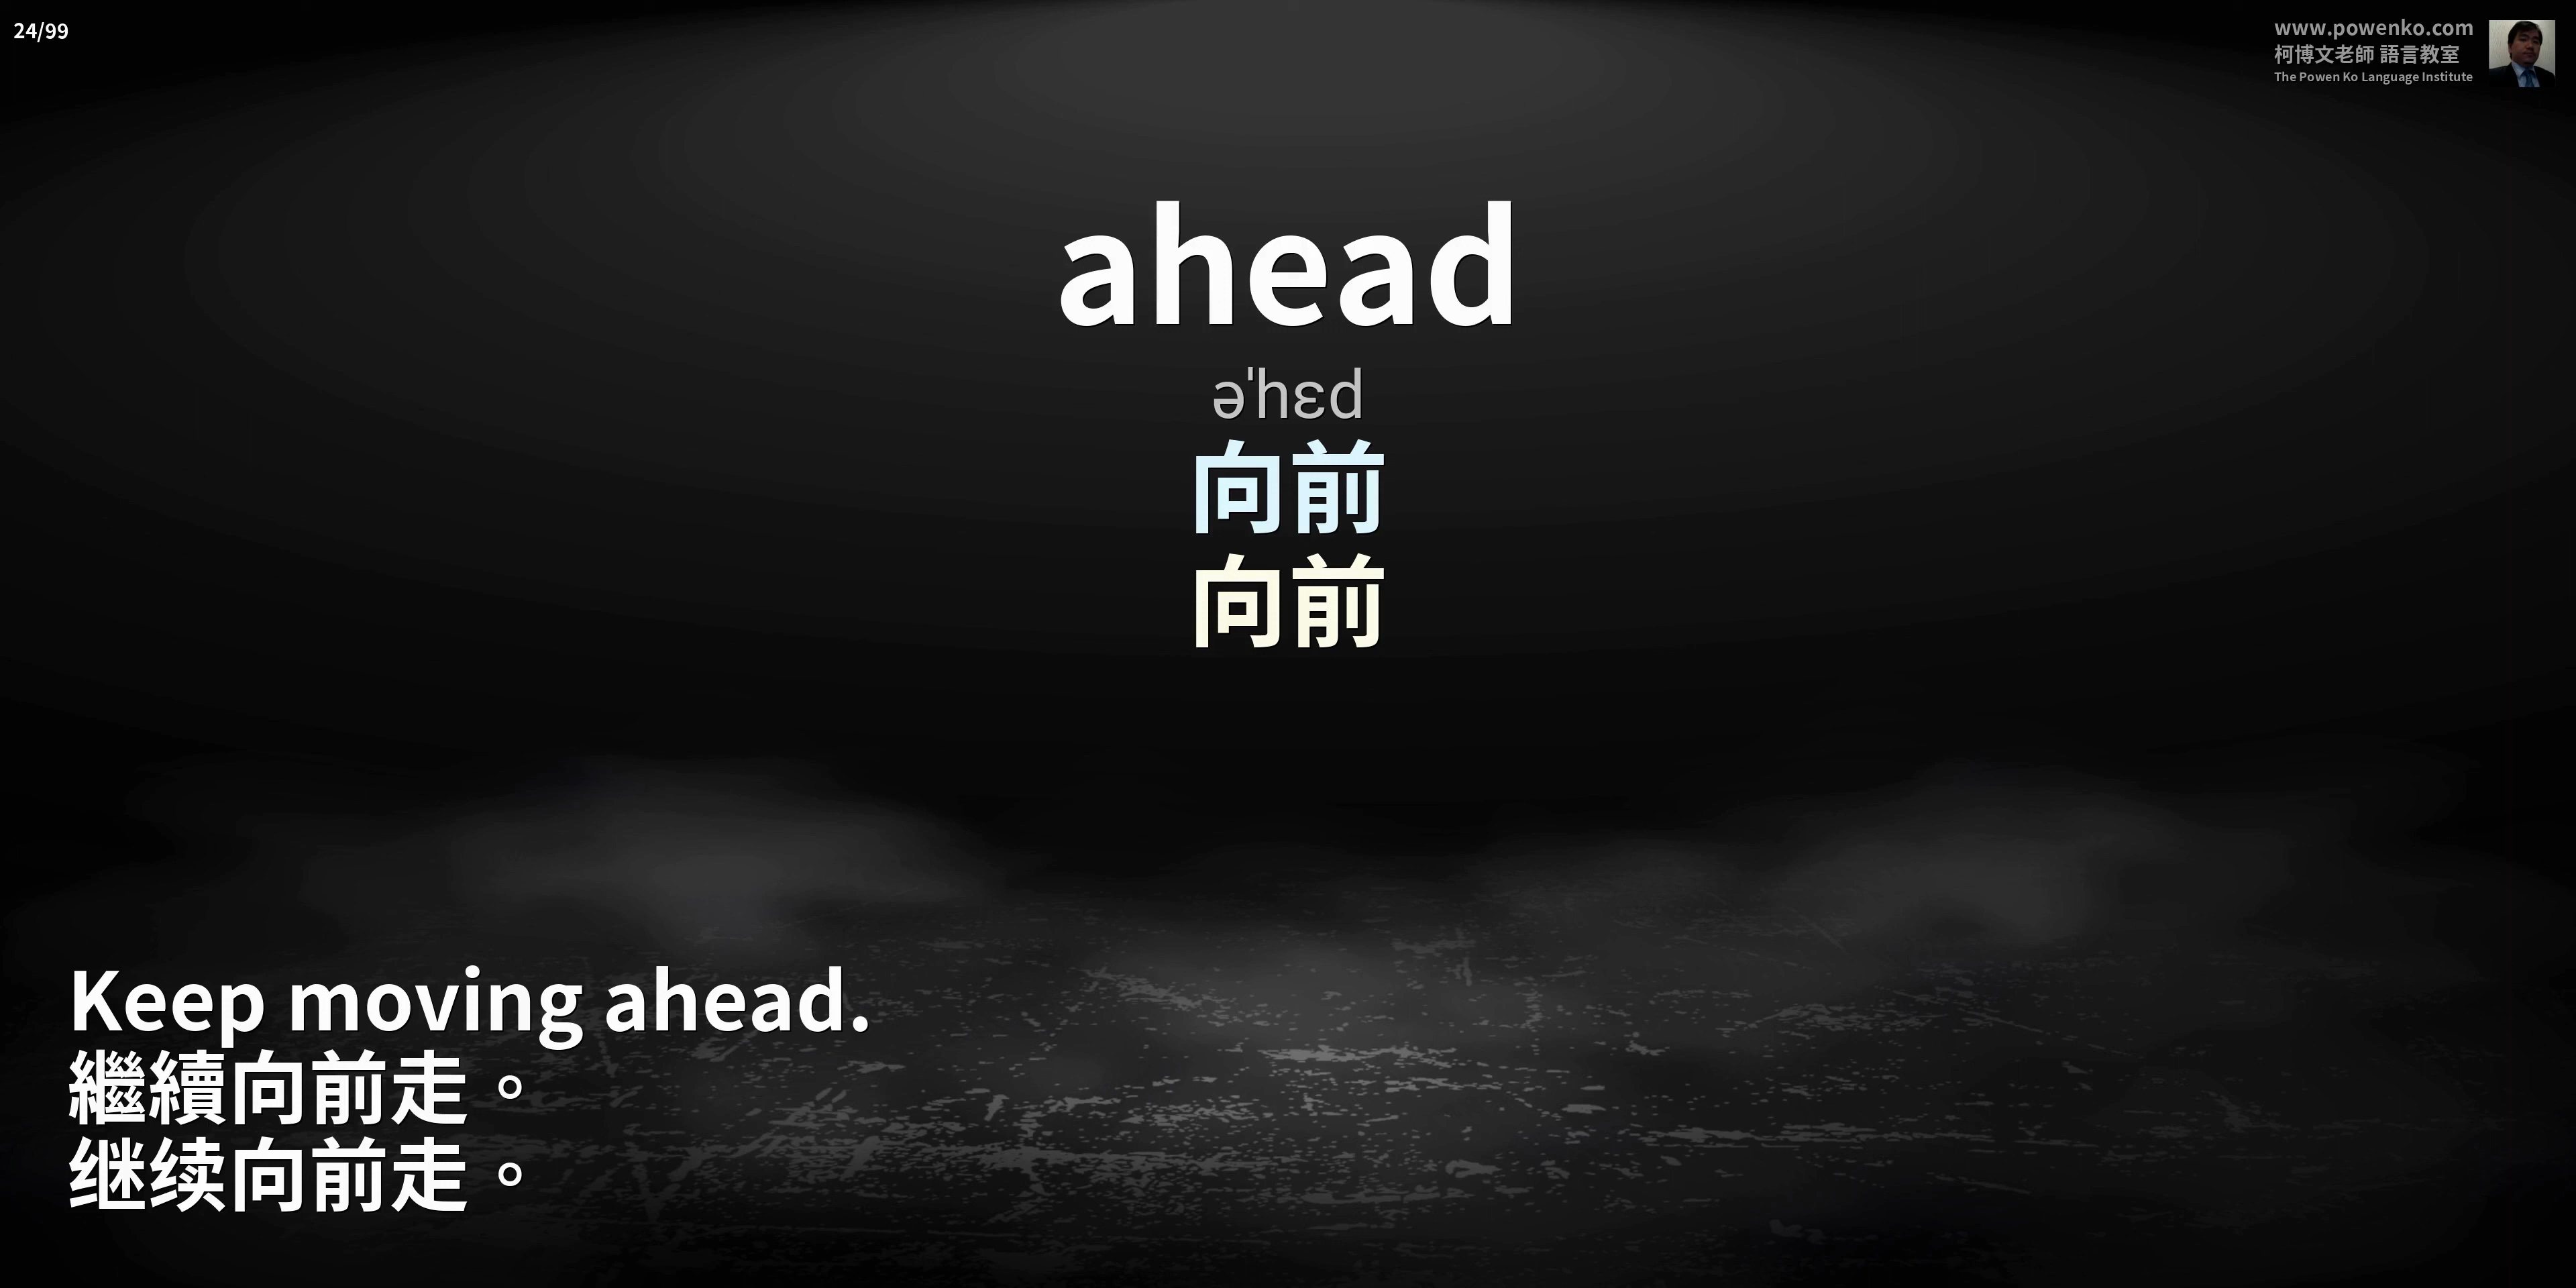 24/99
www.powenko.com
柯博文老師 語言教室
The Powen Ko Language Institute
ahead
əˈhɛd
向前
向前
Keep moving ahead.
繼續向前走。
继续向前走。